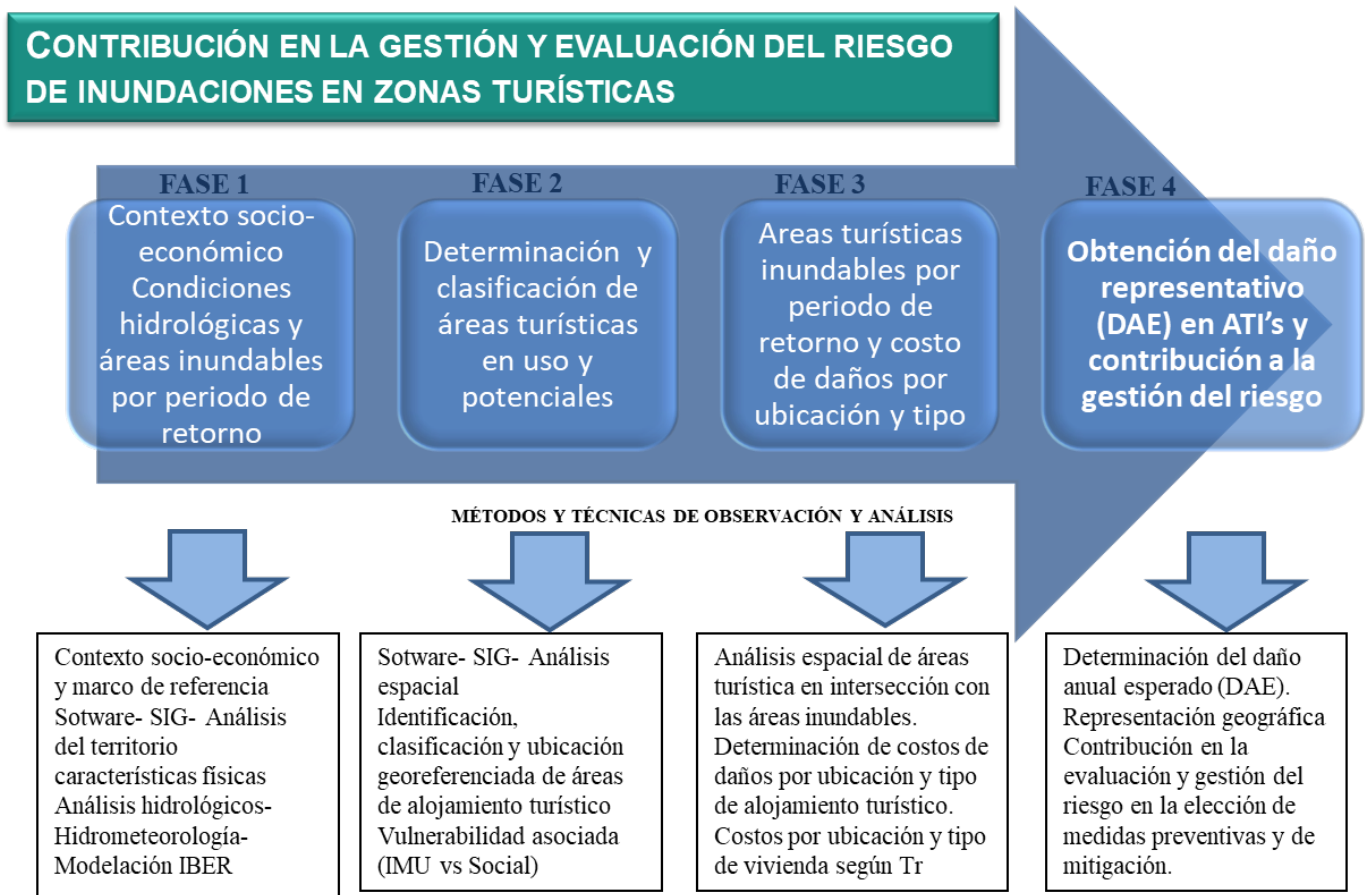 CONTRIBUCIÓN EN LA GESTIÓN Y EVALUACIÓN DEL RIESGO
DE INUNDACIONES EN ZONAS TURÍSTICAS
FASE 1
Contexto socio-
económico
Condiciones
hidrológicas y
áreas inundables
por periodo de
retorno
FASE 2
Determinación y
clasificación de
áreas turísticas
en uso y
potenciales
FASE 3
Areas turísticas
inundables por
periodo de
retorno y costo
de daños por
ubicación y tipo
FASE 4
Obtención del daño
representativo
(DAE) en ATI’s y
contribución a la
gestión del riesgo
MÉTODOS Y TÉCNICAS DE OBSERVACIÓN Y ANÁLISIS
Contexto socio-económico
y marco de referencia
Sotware- SIG- Análisis
del territorio
características físicas
Análisis hidrológicos-
Hidrometeorología-
Modelación IBER
Sotware- SIG- Análisis
espacial
Identificación,
clasificación y ubicación
georeferenciada de áreas
de alojamiento turístico
Vulnerabilidad asociada
(IMU vs Social)
Análisis espacial de áreas
turística en intersección con
las áreas inundables.
Determinación de costos de
daños por ubicación y tipo
de alojamiento turístico.
Costos por ubicación y tipo
de vivienda según Tr
Determinación del daño
anual esperado (DAE).
Representación geográfica
Contribución en la
evaluación y gestión del
riesgo en la elección de
medidas preventivas y de
mitigación.